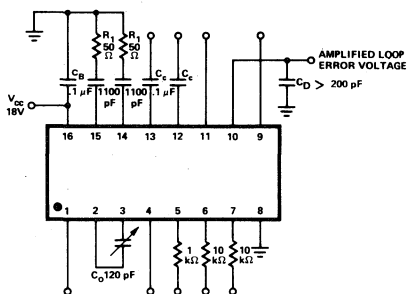 R₁ R₁
50 50
Ω Ω
AMPLIFIED LOOP
ERROR VOLTAGE
C_B C_c C_c
.1 μF 1100 1100 .1 μF
pF pF
C_D > 200 pF
V_cc
18V
16 15 14 13 12 11 10 9
1 2 3 4 5 6 7 8
1 10 10
kΩ kΩ kΩ
C_o 120 pF